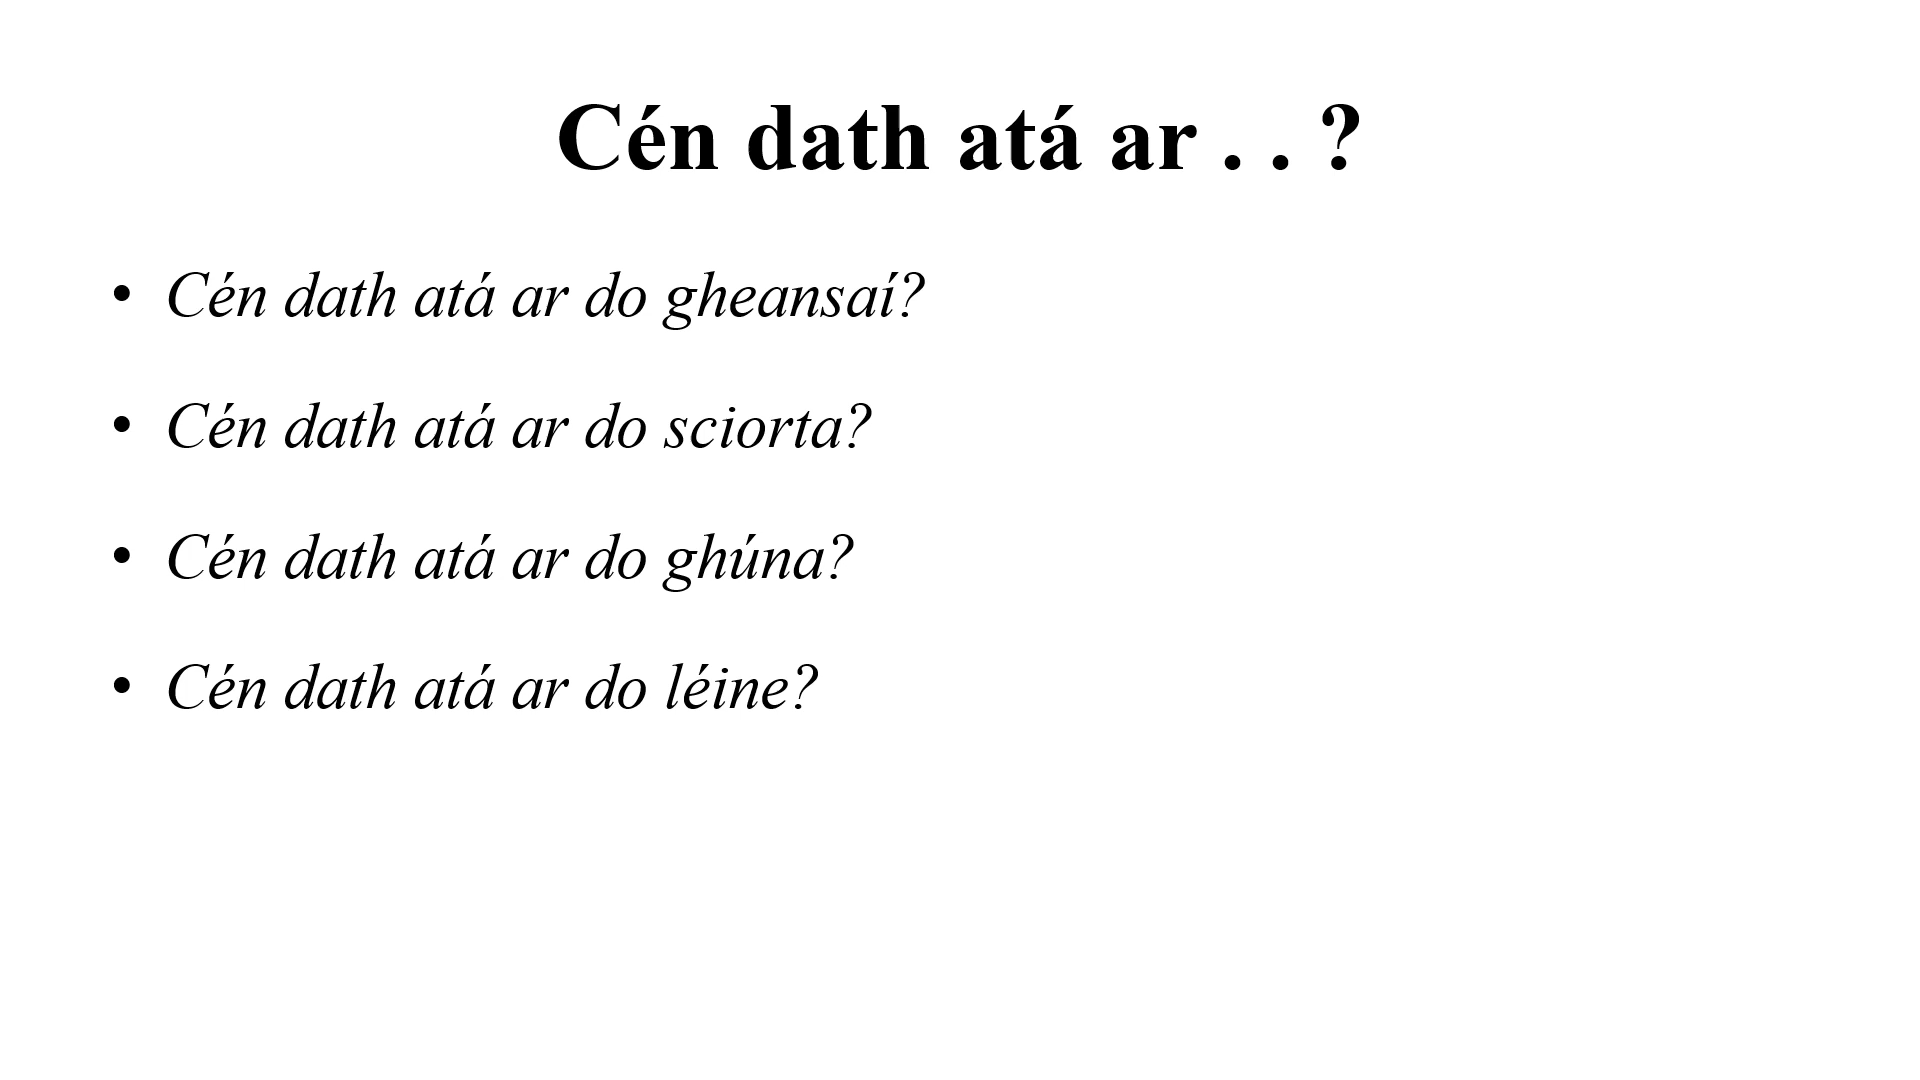 Cén dath atá ar . . ?
• Cén dath atá ar do gheansaí?
• Cén dath atá ar do sciorta?
• Cén dath atá ar do ghúna?
• Cén dath atá ar do léine?